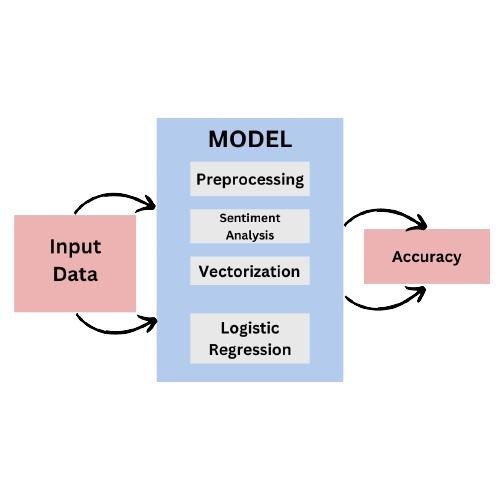 Input
Data
MODEL
Preprocessing
Sentiment
Analysis
Vectorization
Logistic
Regression
Accuracy